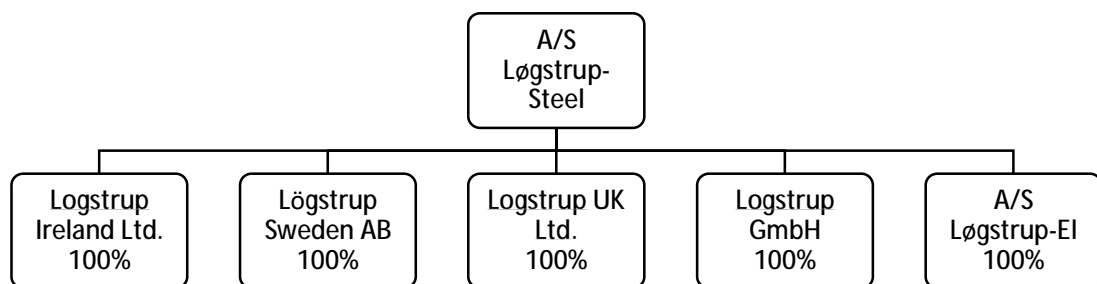 A/S
Løgstrup-
Steel
Logstrup
Ireland Ltd.
100%
Lögstrup
Sweden AB
100%
Logstrup UK
Ltd.
100%
Logstrup
GmbH
100%
A/S
Løgstrup-El
100%